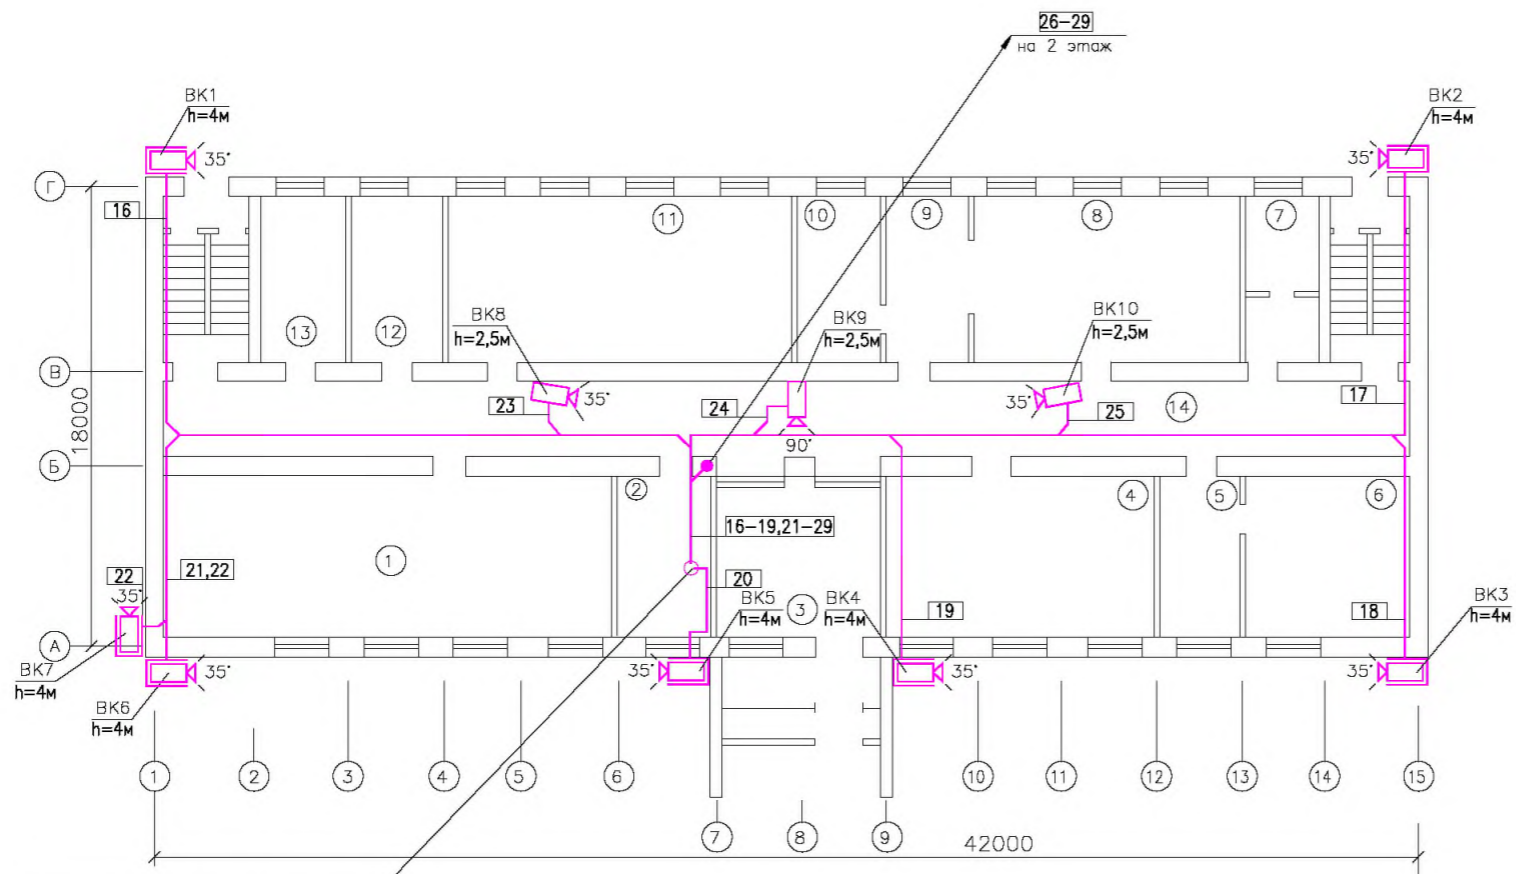 26-29
на 2 этаж
ВК1
h=4м
ВК2
h=4м
35°
35°
Г
16
11
10
9
8
7
ВК8
h=2,5м
ВК9
h=2,5м
ВК10
h=2,5м
13
12
В
35°
35°
23
24
25
14
17
90°
18000
Б
2
4
5
6
16-19,21-29
1
21,22
22
20
35°
ВК5
h=4м
3
ВК4
h=4м
19
18
ВК3
h=4м
А
ВК7
h=4м
35°
35°
35°
35°
ВК6
h=4м
1
2
3
4
5
6
10
11
12
13
14
15
7
8
9
42000